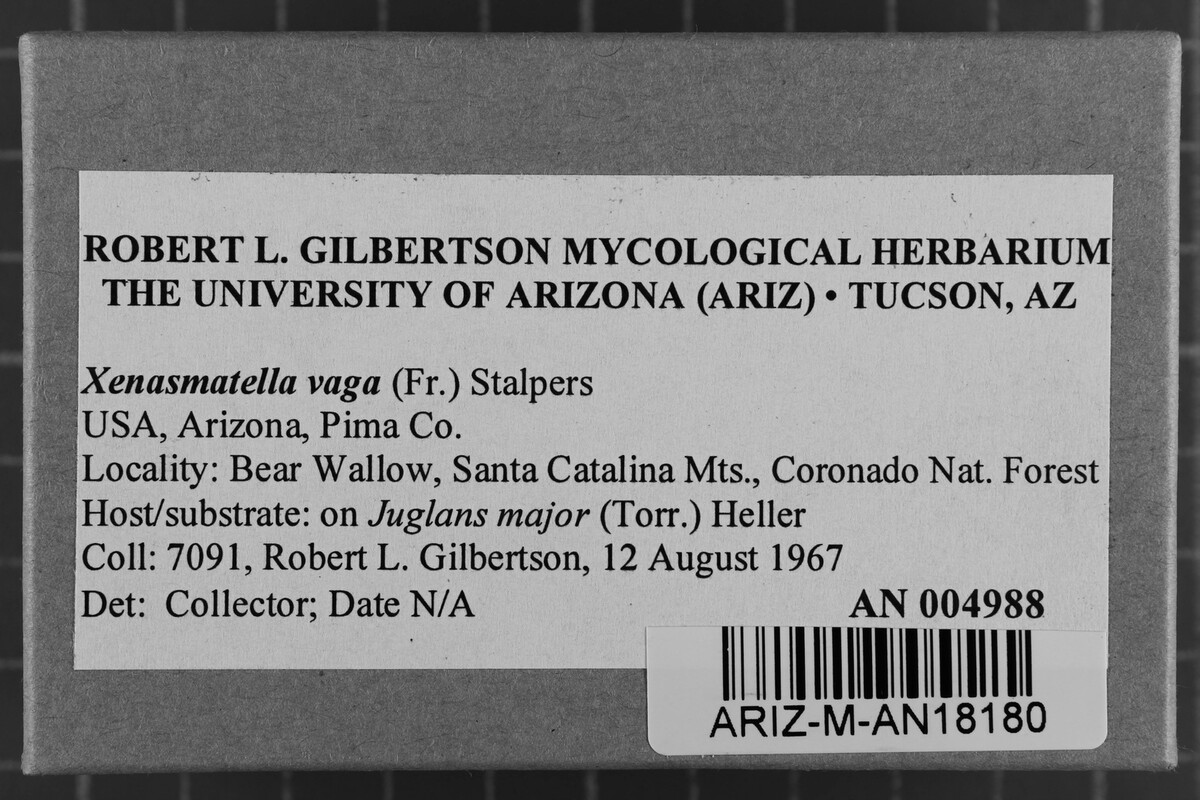 ROBERT L. GILBERTSON MYCOLOGICAL HERBARIUM
THE UNIVERSITY OF ARIZONA (ARIZ) • TUCSON, AZ
Xenasmatella vaga (Fr.) Stalpers
USA, Arizona, Pima Co.
Locality: Bear Wallow, Santa Catalina Mts., Coronado Nat. Forest
Host/substrate: on Juglans major (Torr.) Heller
Coll: 7091, Robert L. Gilbertson, 12 August 1967
Det: Collector; Date N/A AN 004988
ARIZ-M-AN18180